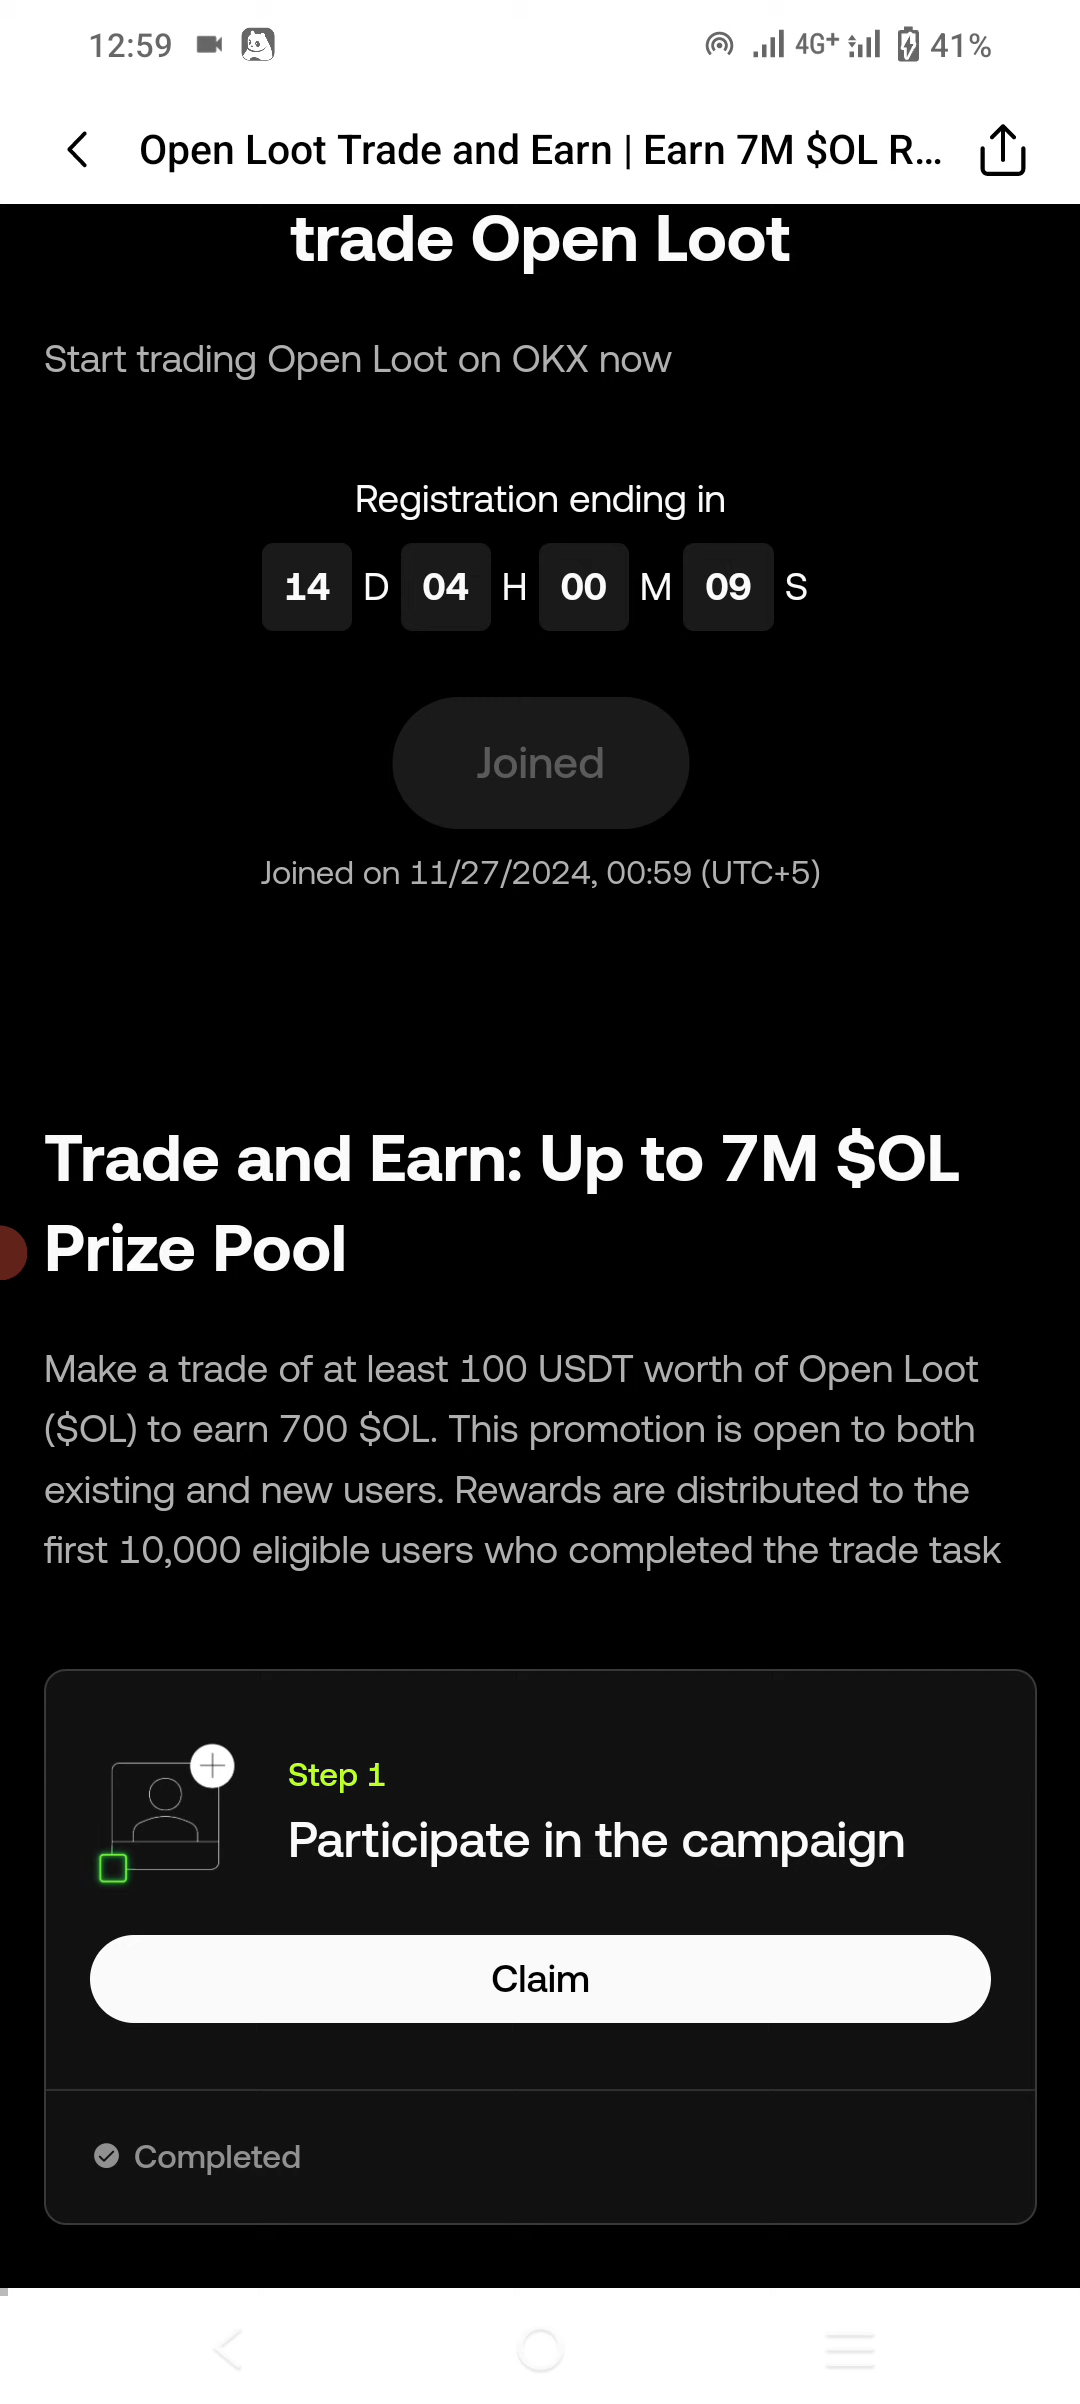 12:59 4G+ 41%
Open Loot Trade and Earn | Earn 7M $OL R...
trade Open Loot
Start trading Open Loot on OKX now
Registration ending in
14 D 04 H 00 M 09 S
Joined
Joined on 11/27/2024, 00:59 (UTC+5)
Trade and Earn: Up to 7M $OL
Prize Pool
Make a trade of at least 100 USDT worth of Open Loot
($OL) to earn 700 $OL. This promotion is open to both
existing and new users. Rewards are distributed to the
first 10,000 eligible users who completed the trade task
Step 1
Participate in the campaign
Claim
Completed